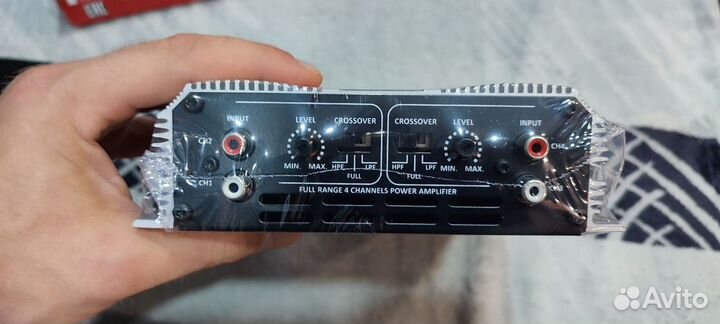 INPUT LEVEL CROSSOVER CROSSOVER LEVEL INPUT
CH2 CH4
MIN. MAX. HPF LPF HPF LPF MIN. MAX.
CH1 FULL FULL
FULL RANGE 4 CHANNELS POWER AMPLIFIER
Avito